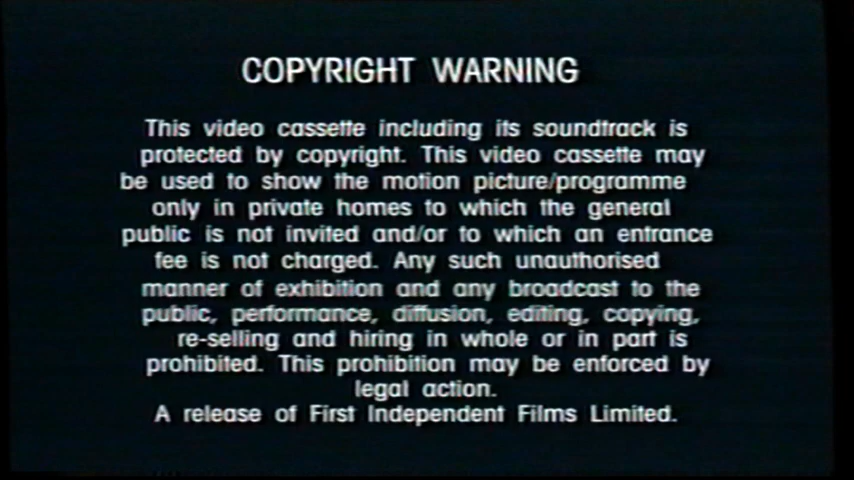 COPYRIGHT WARNING
This video cassette including its soundtrack is
protected by copyright. This video cassette may
be used to show the motion picture/programme
only in private homes to which the general
public is not invited and/or to which an entrance
fee is not charged. Any such unauthorised
manner of exhibition and any broadcast to the
public, performance, diffusion, editing, copying,
re-selling and hiring in whole or in part is
prohibited. This prohibition may be enforced by
legal action.
A release of First Independent Films Limited.